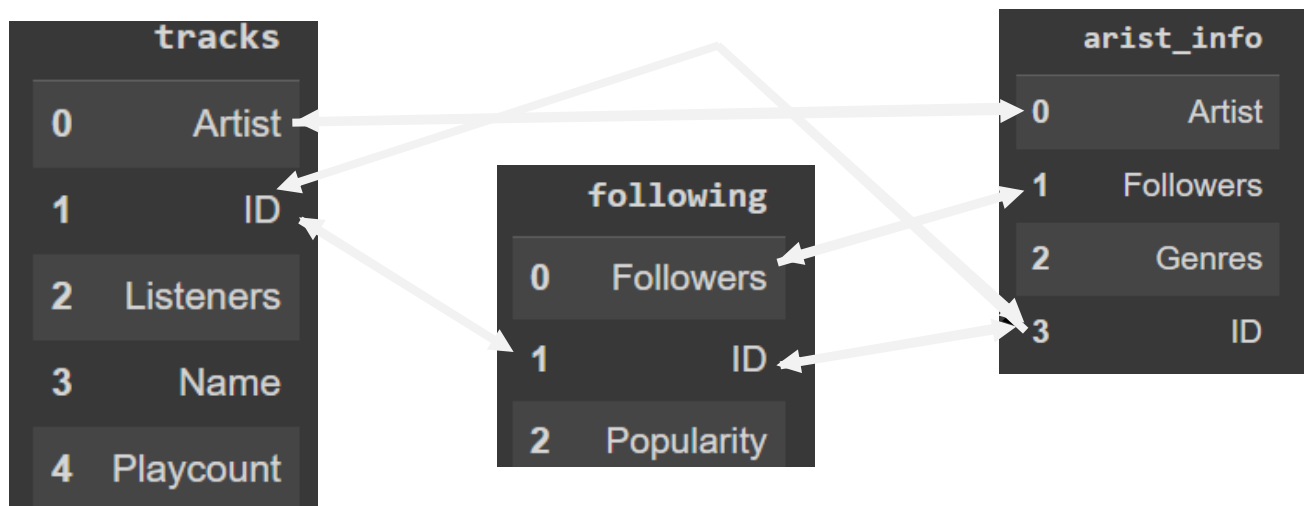 tracks
0 Artist
1 ID
2 Listeners
3 Name
4 Playcount
following
0 Followers
1 ID
2 Popularity
arist_info
0 Artist
1 Followers
2 Genres
3 ID